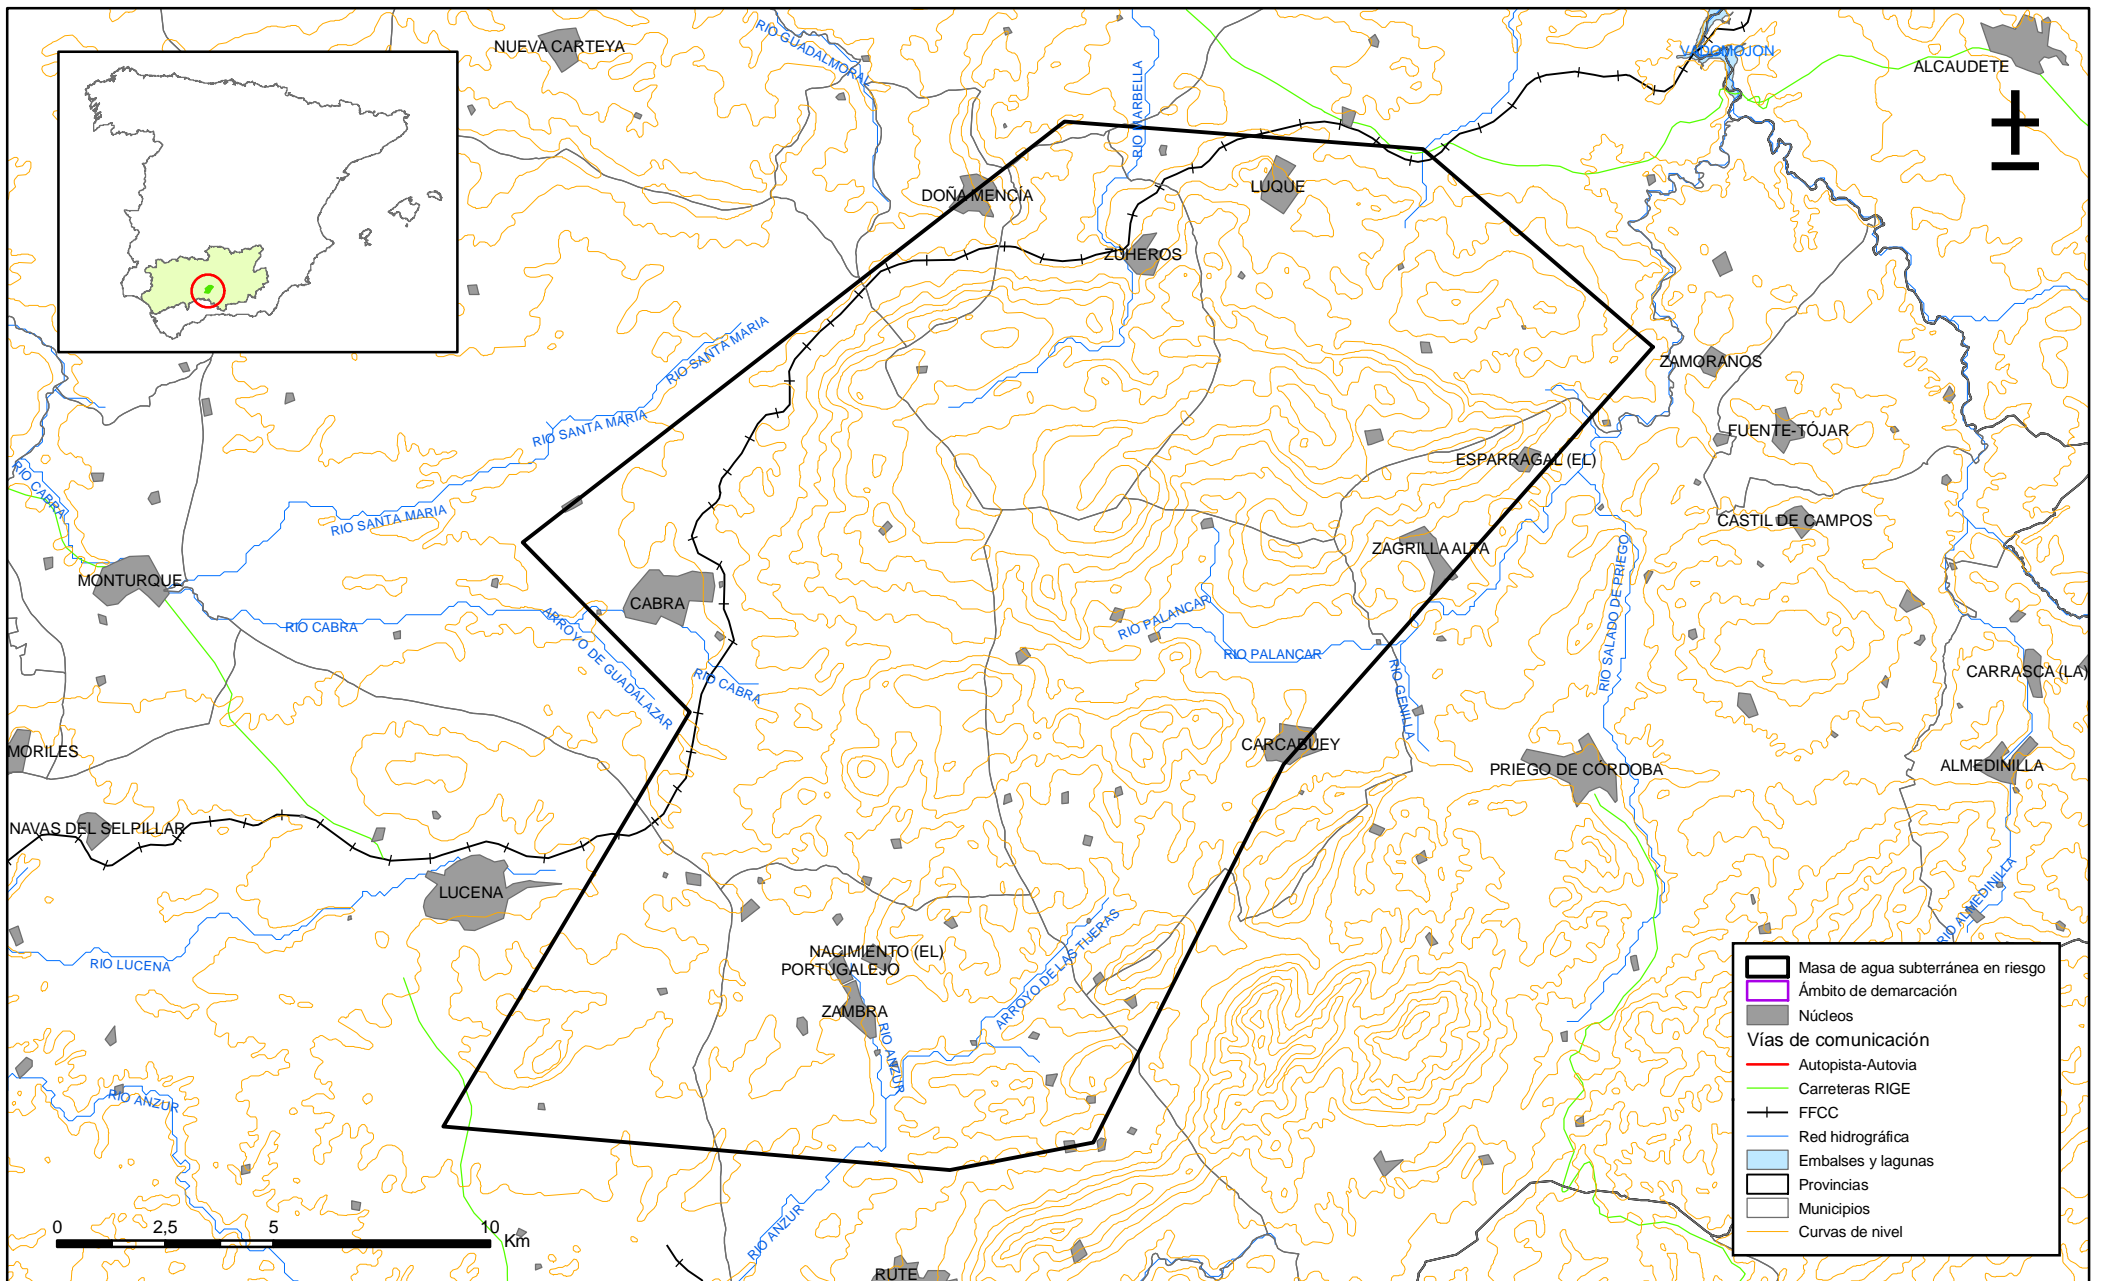 NUEVA CARTEYA
RIO GUADALMORAL
RIO MARBELLA
VADOMOJON
ALCAUDETE
DOÑA MENCÍA
LUQUE
ZUHEROS
RIO SANTA MARIA
ZAMORANOS
RIO SANTA MARIA
FUENTE-TÓJAR
ESPARRAGAL (EL)
RIO CABRA
RIO SANTA MARIA
CASTIL DE CAMPOS
ZAGRILLA ALTA
MONTURQUE
CABRA
RIO CABRA
ARROYO DE GUADALAZAR
RIO PALANCAR
RIO PALANCAR
RIO SALADO DE PRIEGO
RIO CABRA
RIO GENILLA
CARRASCA (LA)
MORILES
CARCABUEY
PRIEGO DE CÓRDOBA
ALMEDINILLA
NAVAS DEL SELPILLAR
LUCENA
RIO ALMEDINILLA
RIO LUCENA
NACIMIENTO (EL)
PORTUGALEJO
ZAMBRA
ARROYO DE LAS TIJERAS
RIO ANZUR
RIO ANZUR
RIO ANZUR
RUTE
0 2,5 5 10 Km
Masa de agua subterránea en riesgo
Ámbito de demarcación
Núcleos
Vías de comunicación
Autopista-Autovia
Carreteras RIGE
FFCC
Red hidrográfica
Embalses y lagunas
Provincias
Municipios
Curvas de nivel